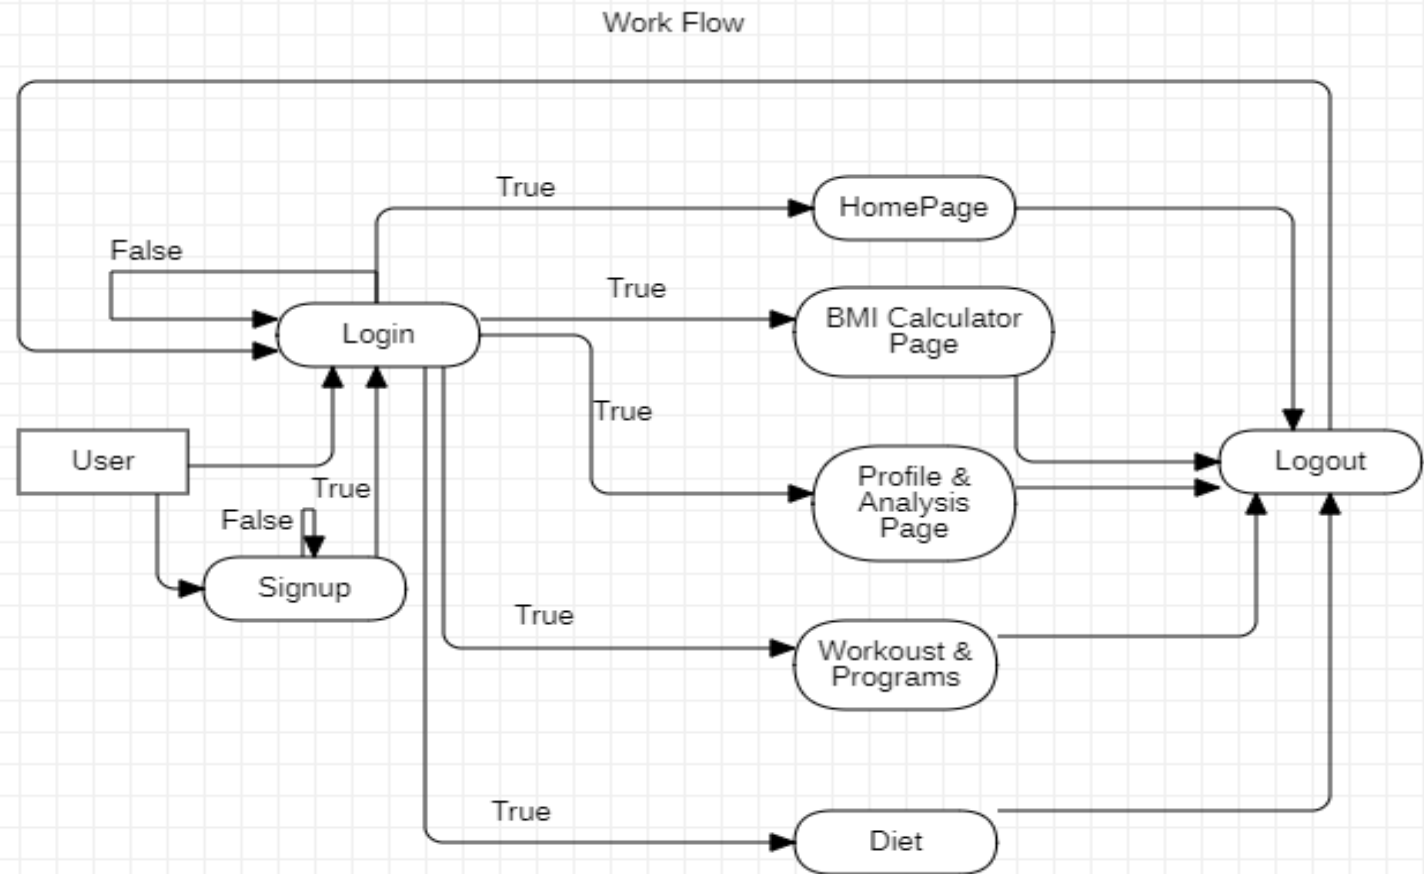 Work Flow
True
HomePage
False
True
BMI Calculator
Page
Login
True
User
Logout
True
Profile &
Analysis
Page
False
Signup
True
Workoust &
Programs
True
Diet